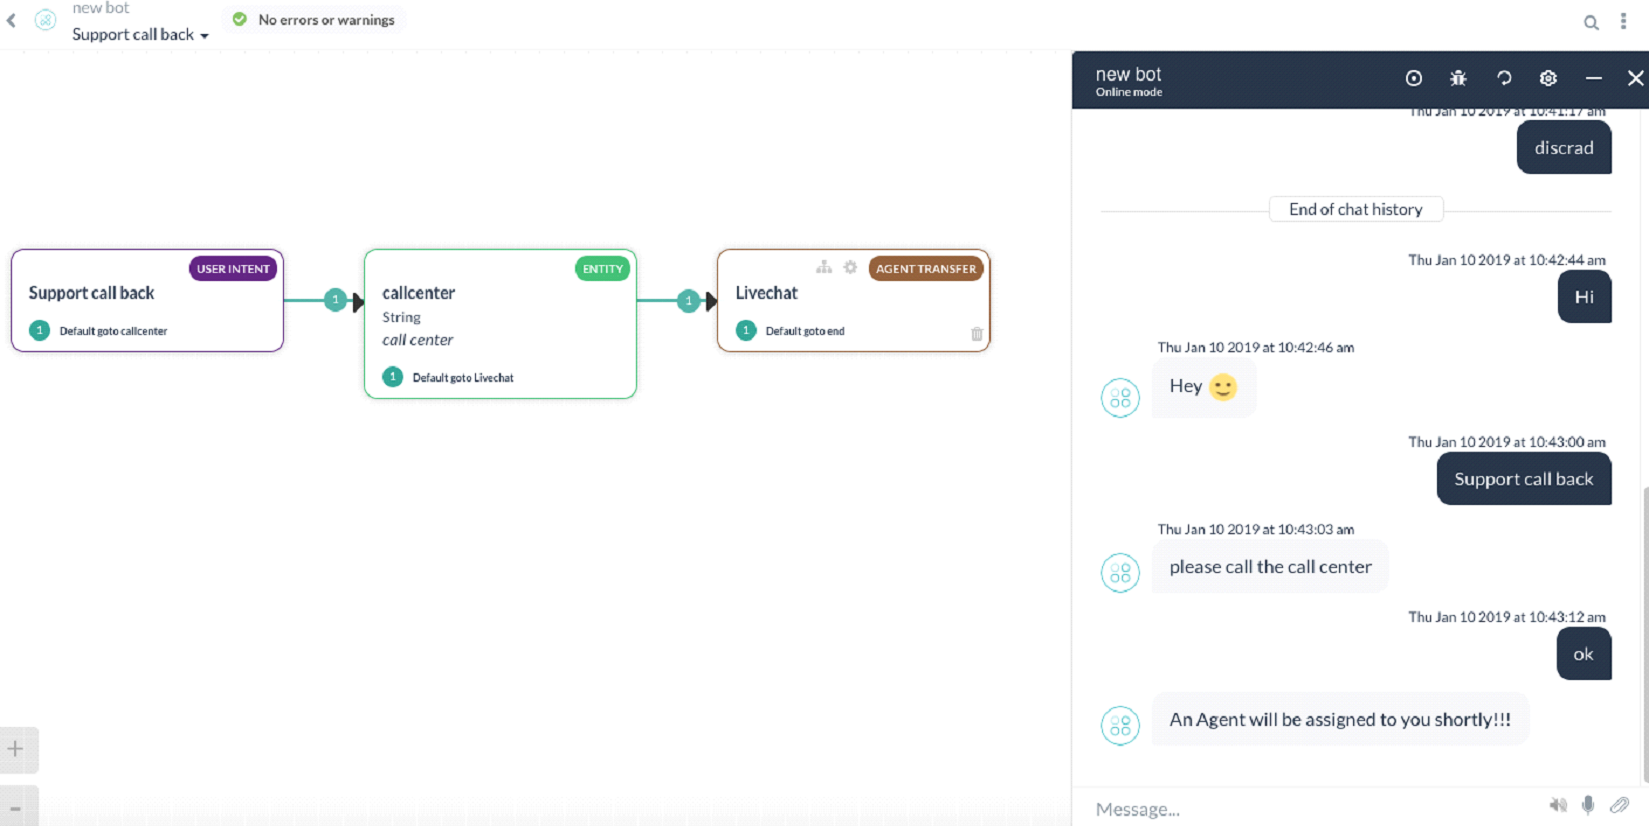 new bot
Support call back
No errors or warnings
USER INTENT
Support call back
1 Default goto callcenter
1
ENTITY
callcenter
String
call center
1 Default goto Livechat
1
AGENT TRANSFER
Livechat
1 Default goto end
+
-
new bot
Online mode
Thu Jan 10 2019 at 10:41:17 am
discrad
End of chat history
Thu Jan 10 2019 at 10:42:44 am
Hi
Thu Jan 10 2019 at 10:42:46 am
Hey
Thu Jan 10 2019 at 10:43:00 am
Support call back
Thu Jan 10 2019 at 10:43:03 am
please call the call center
Thu Jan 10 2019 at 10:43:12 am
ok
An Agent will be assigned to you shortly!!!
Message...